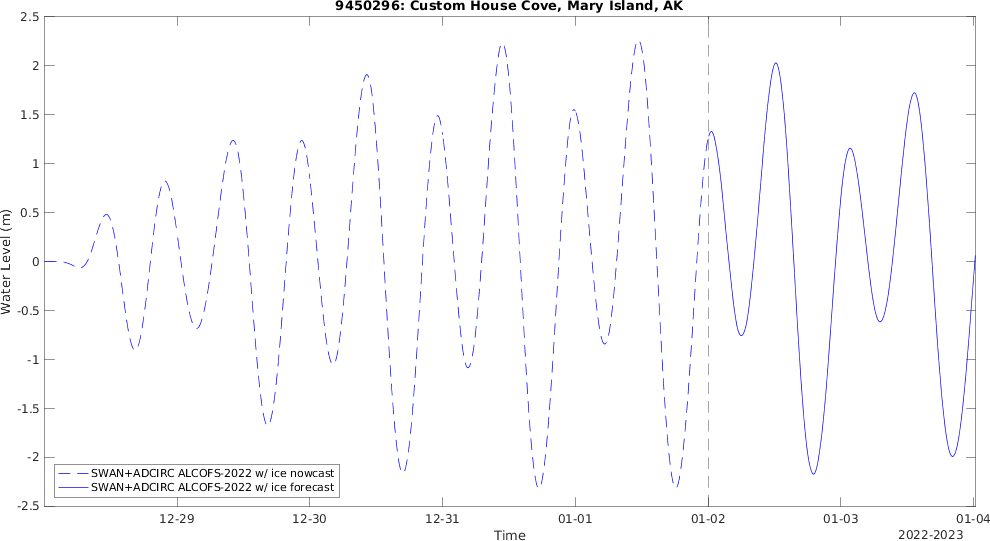 9450296: Custom House Cove, Mary Island, AK
2.5
2
1.5
1
0.5
0
-0.5
-1
-1.5
-2
-2.5
Water Level (m)
SWAN+ADCIRC ALCOFS-2022 w/ ice nowcast
SWAN+ADCIRC ALCOFS-2022 w/ ice forecast
12-29 12-30 12-31 01-01 01-02 01-03 01-04
Time
2022-2023